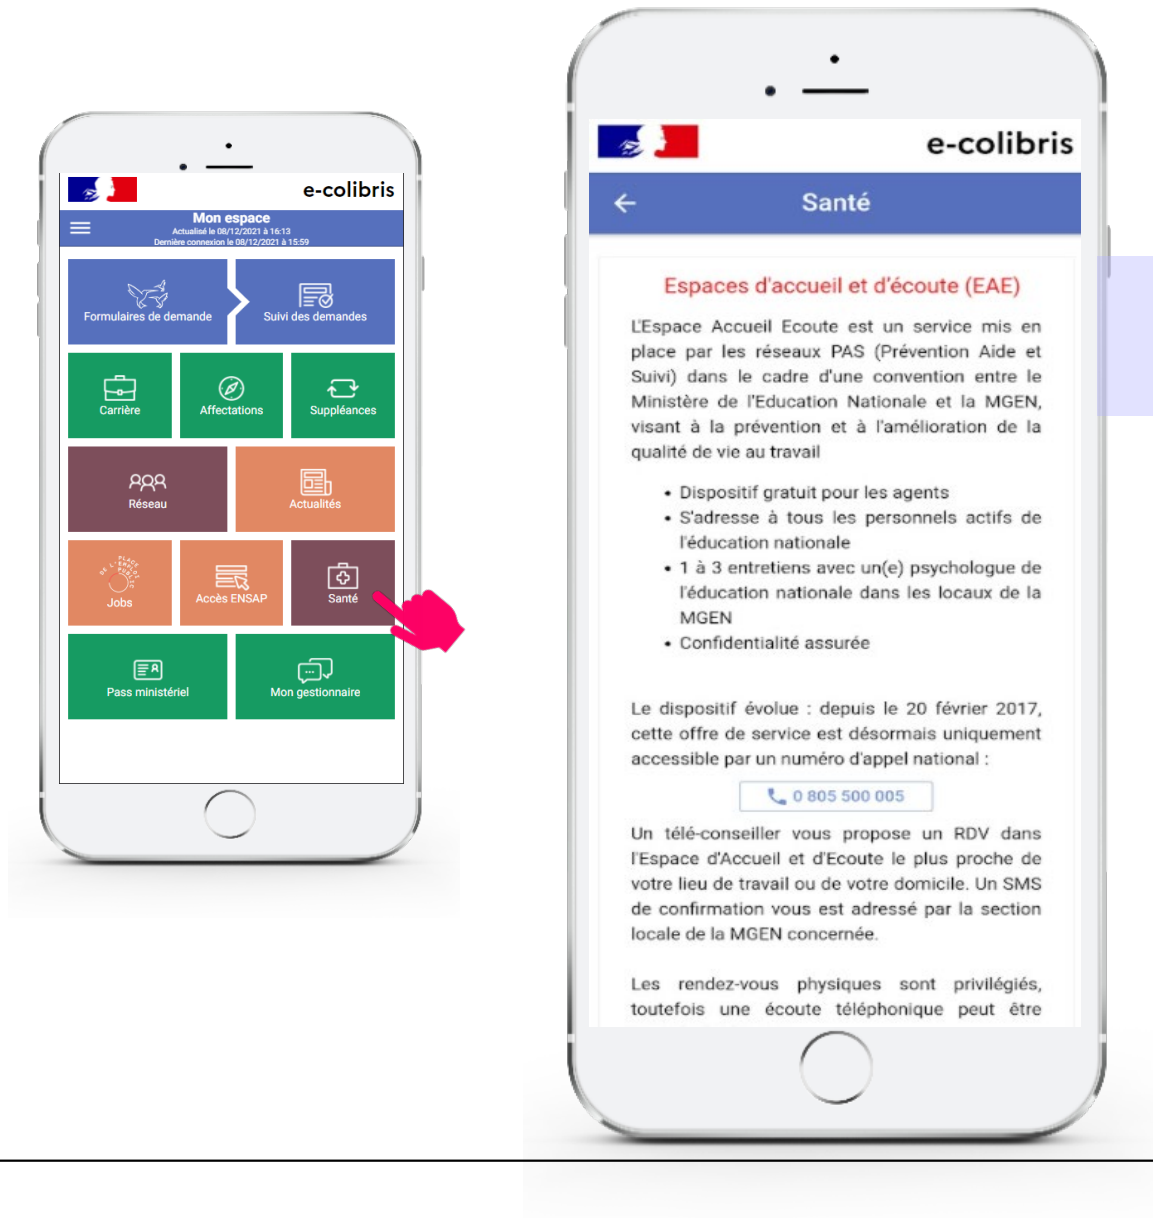 e-colibris
Mon espace
Actualisé le 08/12/2021 à 16:13
Dernière connexion le 08/12/2021 à 15:59
Formulaires de demande
Suivi des demandes
Carrière
Affectations
Suppléances
Réseau
Actualités
PLACE
DE L'EMPLOI
PUBLIC
Jobs
Accès ENSAP
Santé
Pass ministériel
Mon gestionnaire
e-colibris
Santé
Espaces d'accueil et d'écoute (EAE)
L'Espace Accueil Ecoute est un service mis en
place par les réseaux PAS (Prévention Aide et
Suivi) dans le cadre d'une convention entre le
Ministère de l'Education Nationale et la MGEN,
visant à la prévention et à l'amélioration de la
qualité de vie au travail
• Dispositif gratuit pour les agents
• S'adresse à tous les personnels actifs de
l'éducation nationale
• 1 à 3 entretiens avec un(e) psychologue de
l'éducation nationale dans les locaux de la
MGEN
• Confidentialité assurée
Le dispositif évolue : depuis le 20 février 2017,
cette offre de service est désormais uniquement
accessible par un numéro d'appel national :
0 805 500 005
Un télé-conseiller vous propose un RDV dans
l'Espace d'Accueil et d'Ecoute le plus proche de
votre lieu de travail ou de votre domicile. Un SMS
de confirmation vous est adressé par la section
locale de la MGEN concernée.
Les rendez-vous physiques sont privilégiés,
toutefois une écoute téléphonique peut être